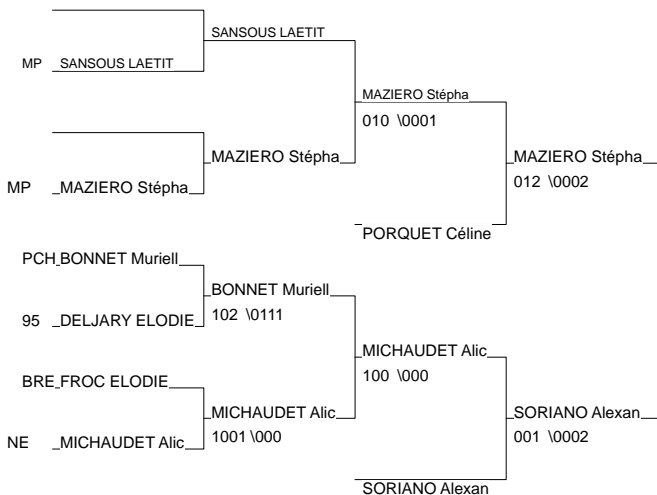 SANSOUS LAETIT
MP SANSOUS LAETIT
MAZIERO Stépha
010 \0001
MAZIERO Stépha
MAZIERO Stépha
012 \0002
MP MAZIERO Stépha
PORQUET Céline
PCH BONNET Muriell
BONNET Muriell
95 DELJARY ELODIE
102 \0111
MICHAUDET Alic
100 \000
BRE FROC ELODIE
MICHAUDET Alic
1001 \000
SORIANO Alexan
001 \0002
NE MICHAUDET Alic
SORIANO Alexan